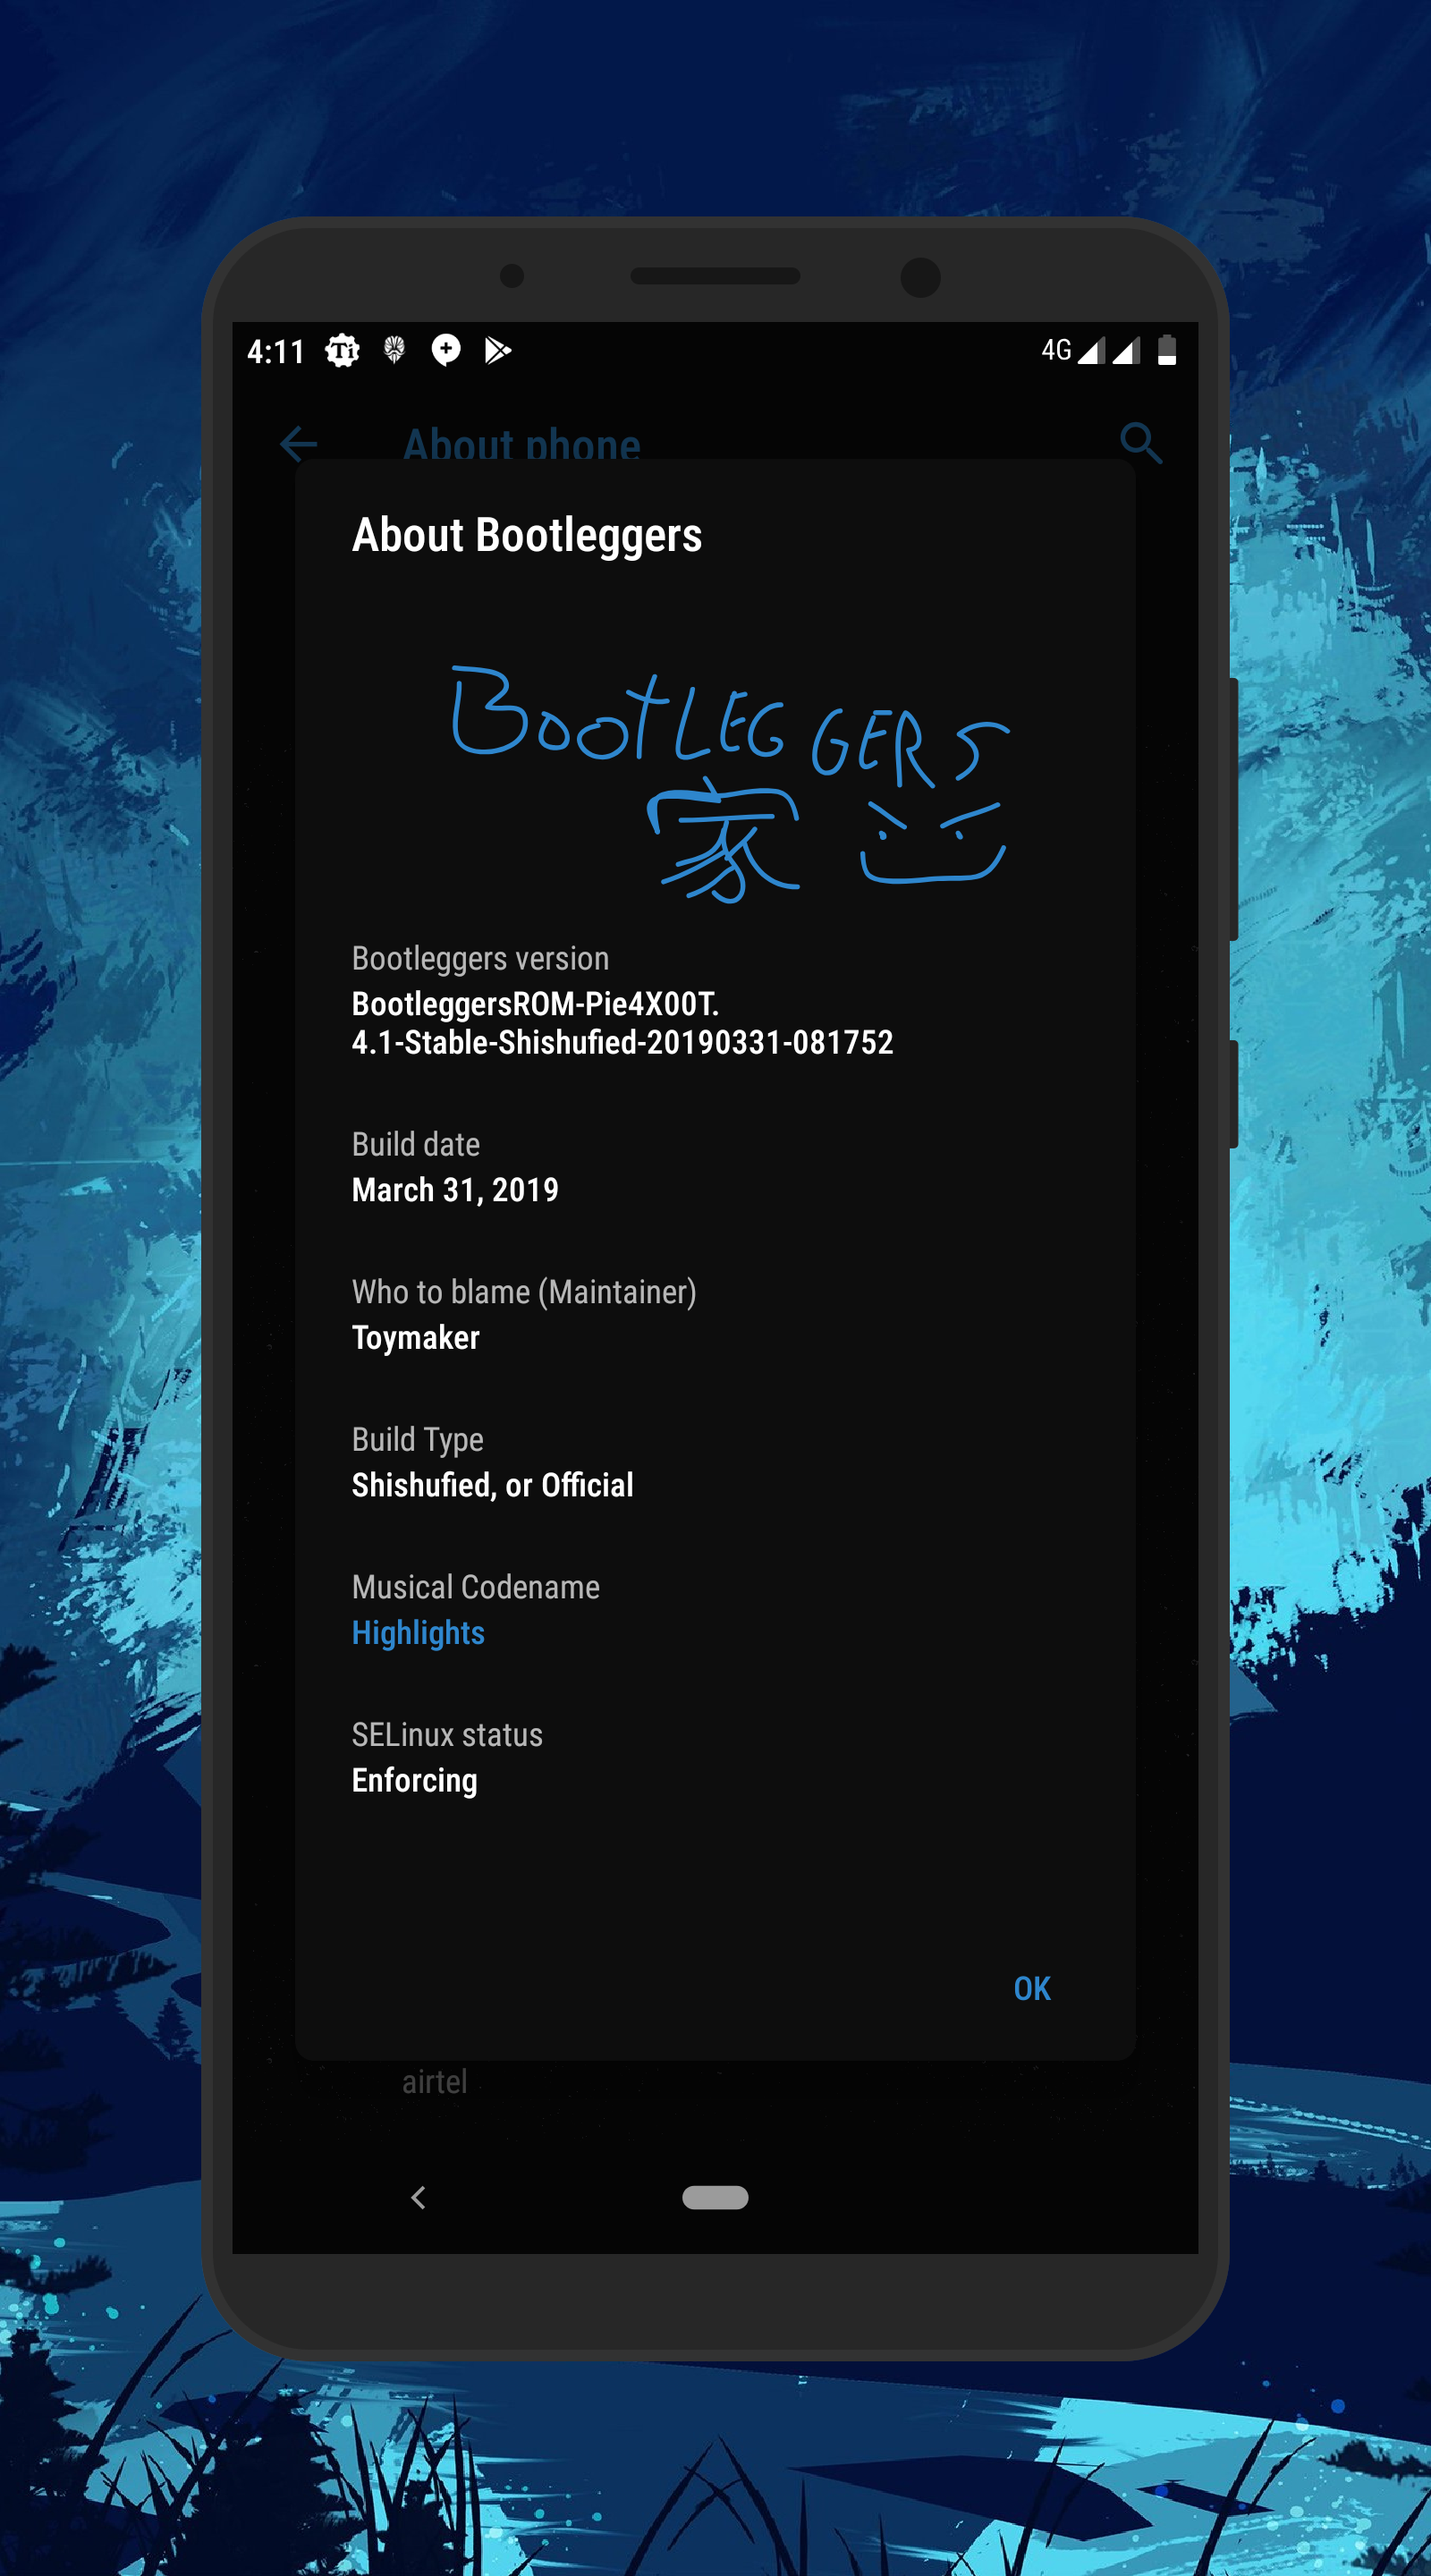 4:11 Ti 4G
About phone
About Bootleggers
BootLEGGERS
家
Bootleggers version
BootleggersROM-Pie4X00T.
4.1-Stable-Shishufied-20190331-081752
Build date
March 31, 2019
Who to blame (Maintainer)
Toymaker
Build Type
Shishufied, or Official
Musical Codename
Highlights
SELinux status
Enforcing
OK
airtel